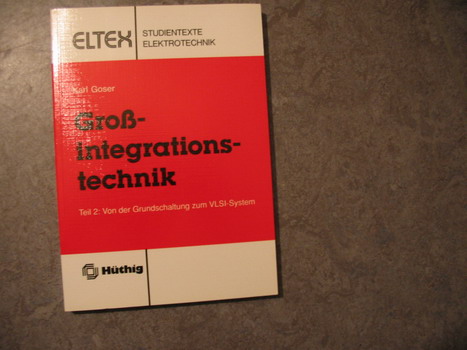 ELTEX
STUDIENTEXTE
ELEKTROTECHNIK
Karl Goser
Groß-
integrations-
technik
Teil 2: Von der Grundschaltung zum VLSI-System
Hüthig